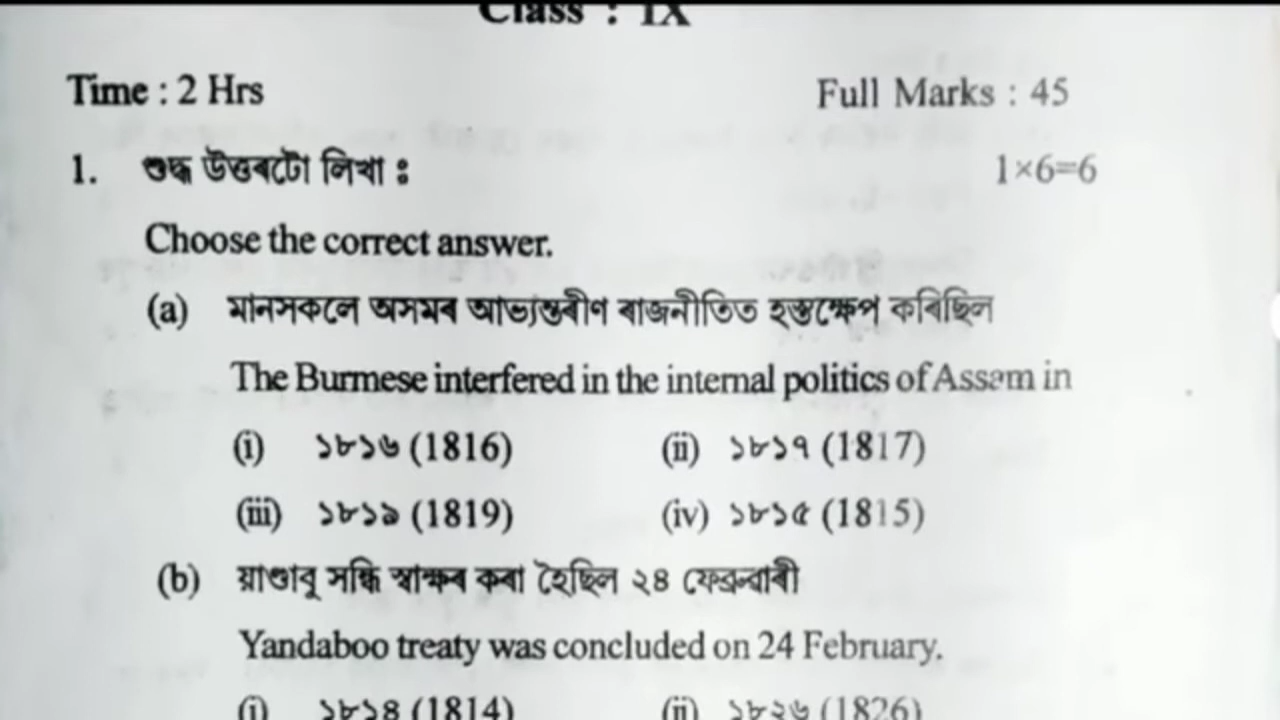 Class : IX
Time : 2 Hrs Full Marks : 45
1. শুদ্ধ উত্তৰটো লিখা ঃ 1×6=6
Choose the correct answer.
(a) মানসকলে অসমৰ আভ্যন্তৰীণ ৰাজনীতিত হস্তক্ষেপ কৰিছিল
The Burmese interfered in the internal politics of Assam in
(i) ১৮১৬ (1816) (ii) ১৮১৭ (1817)
(iii) ১৮১৯ (1819) (iv) ১৮১৫ (1815)
(b) য়াণ্ডাবু সন্ধি স্বাক্ষৰ কৰা হৈছিল ২৪ ফেব্ৰুৱাৰী
Yandaboo treaty was concluded on 24 February.
(i) ১৮১৪ (1814) (ii) ১৮২৬ (1826)